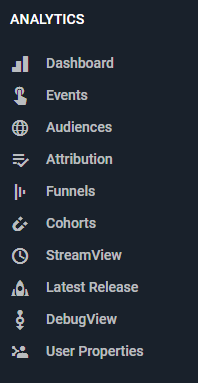 ANALYTICS
Dashboard
Events
Audiences
Attribution
Funnels
Cohorts
StreamView
Latest Release
DebugView
User Properties